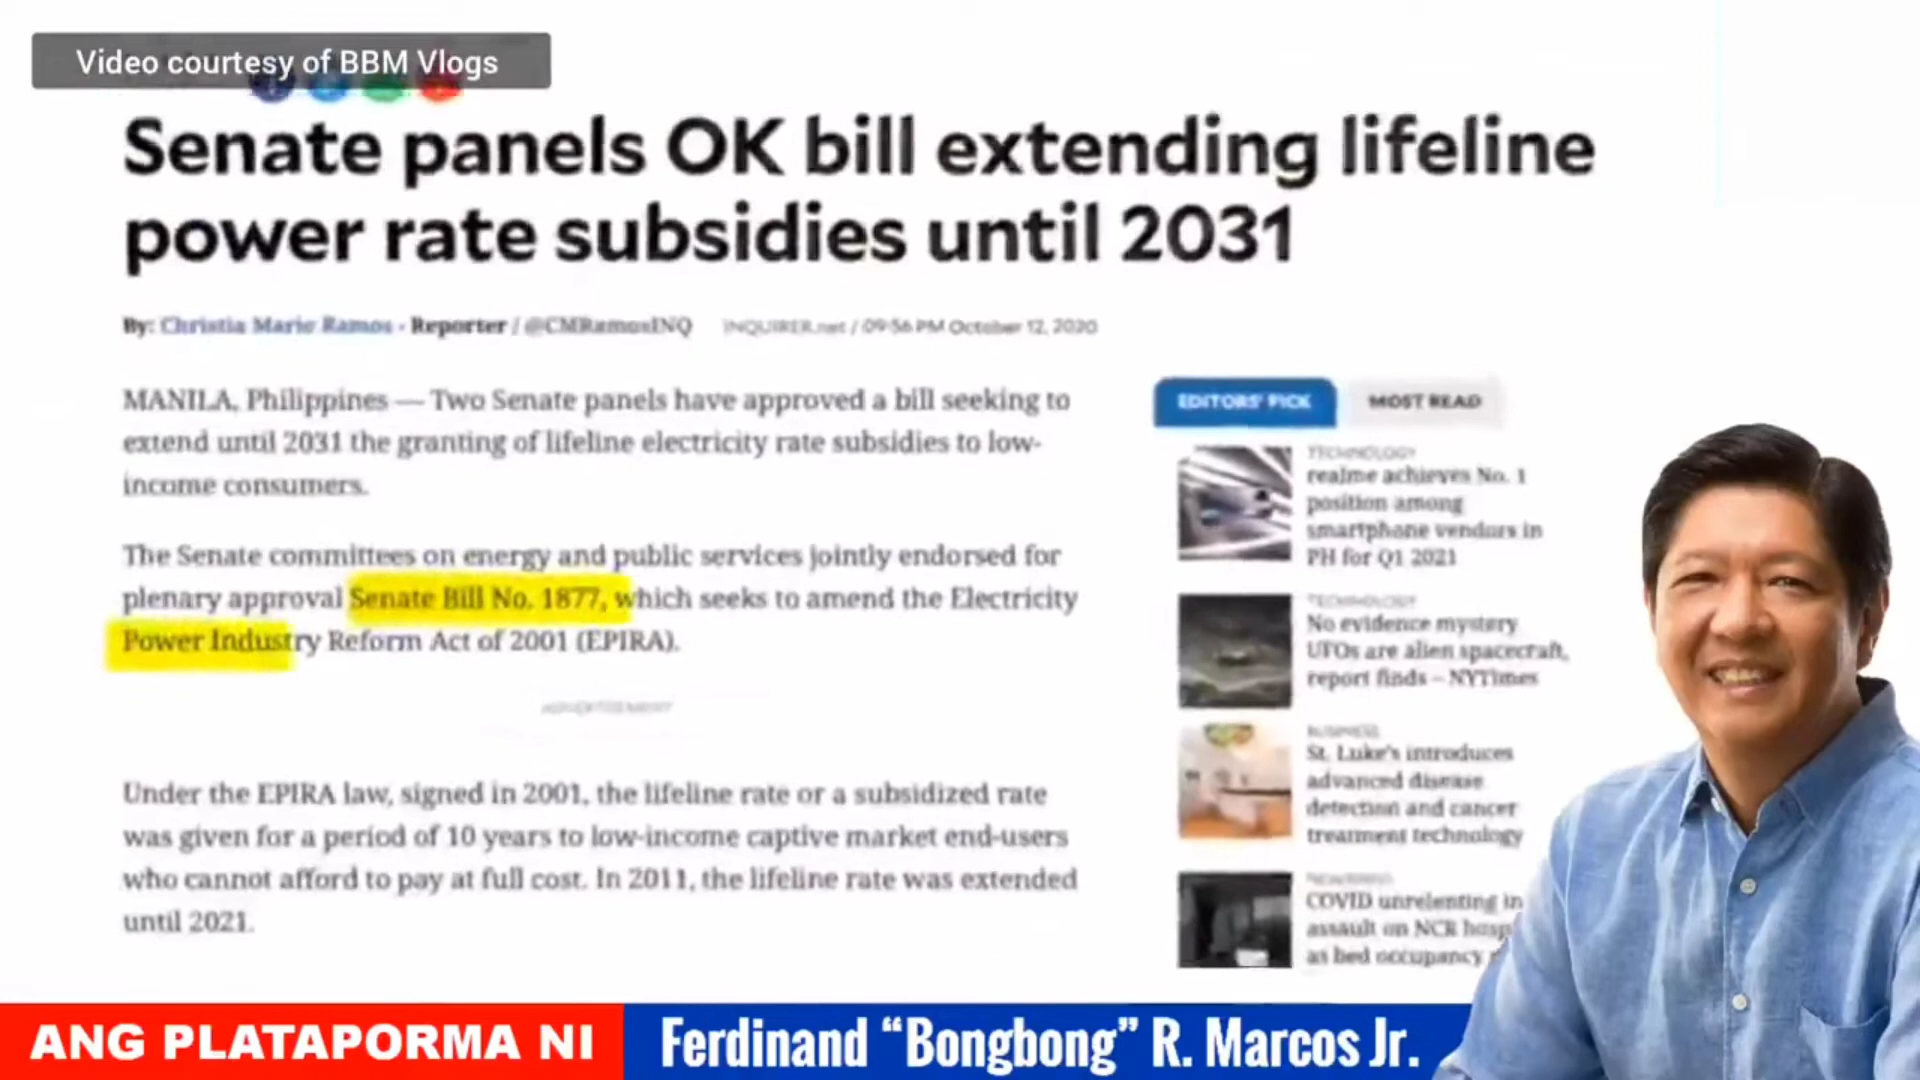 Video courtesy of BBM Vlogs
Senate panels OK bill extending lifeline
power rate subsidies until 2031
By: Christia Marie Ramos - Reporter / @CMRamosINQ
INQUIRER.net / 09:56 PM October 12, 2020
MANILA, Philippines — Two Senate panels have approved a bill seeking to
extend until 2031 the granting of lifeline electricity rate subsidies to low-
income consumers.
The Senate committees on energy and public services jointly endorsed for
plenary approval Senate Bill No. 1877, which seeks to amend the Electricity
Power Industry Reform Act of 2001 (EPIRA).
ADVERTISEMENT
Under the EPIRA law, signed in 2001, the lifeline rate or a subsidized rate
was given for a period of 10 years to low-income captive market end-users
who cannot afford to pay at full cost. In 2011, the lifeline rate was extended
until 2021.
EDITORS' PICK
MOST READ
TECHNOLOGY
realme achieves No. 1
position among
smartphone vendors in
PH for Q1 2021
TECHNOLOGY
No evidence mystery
UFOs are alien spacecraft,
report finds – NYTimes
BUSINESS
St. Luke's introduces
advanced disease
detection and cancer
treatment technology
COVID unrelenting in
assault on NCR hosp
as bed occupancy
ANG PLATAPORMA NI
Ferdinand “Bongbong” R. Marcos Jr.